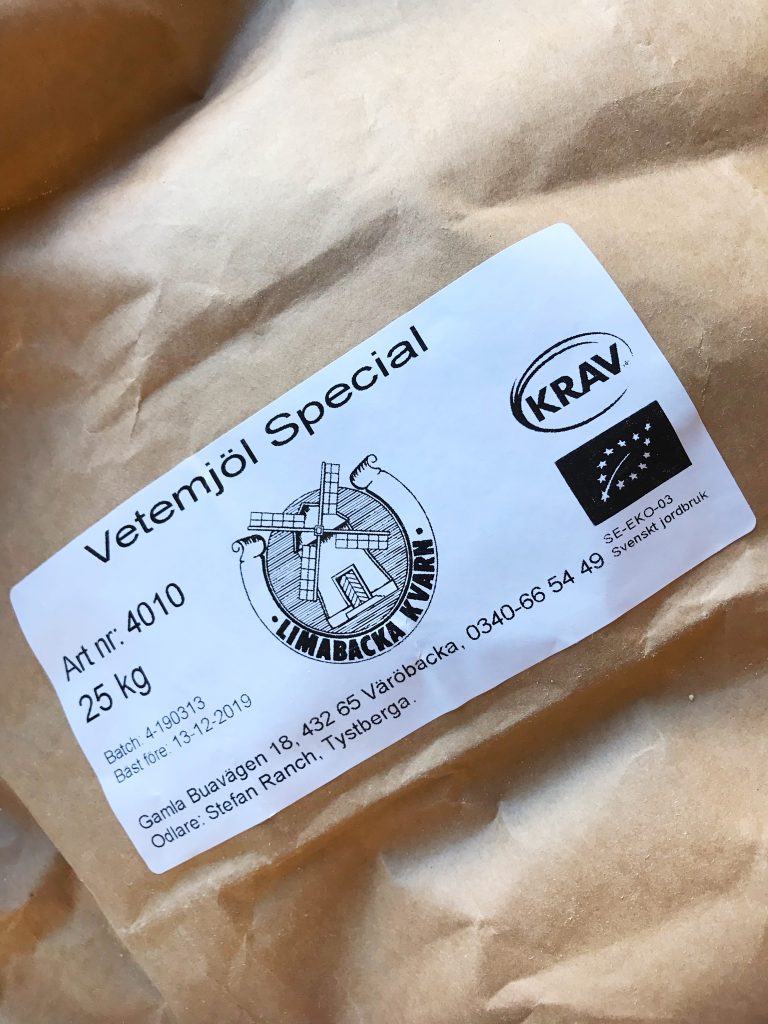 Vetemjöl Special
KRAV
Art nr: 4010
25 kg
·LIMABACKA KVARN·
SE-EKO-03
Svenskt jordbruk
Batch: 4-190313
Bäst före: 13-12-2019
Gamla Buavägen 18, 432 65 Väröbacka, 0340-66 54 49
Odlare: Stefan Ranch, Tystberga.